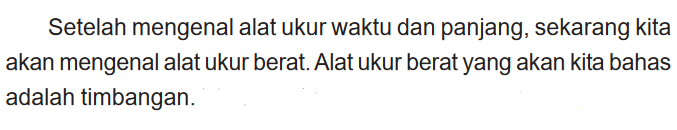 Setelah mengenal alat ukur waktu dan panjang, sekarang kita
akan mengenal alat ukur berat. Alat ukur berat yang akan kita bahas
adalah timbangan.